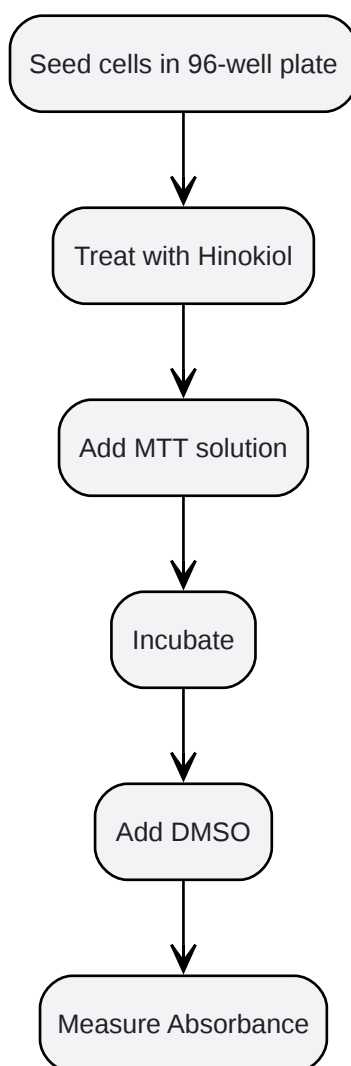 Seed cells in 96-well plate
Treat with Hinokiol
Add MTT solution
Incubate
Add DMSO
Measure Absorbance